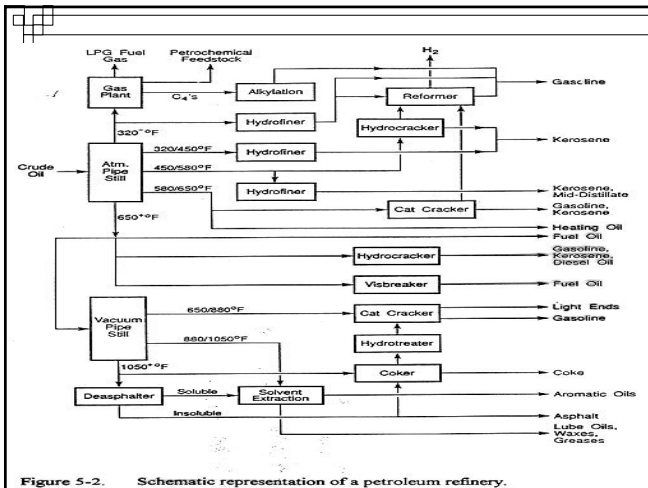 LPG Fuel
Gas
Petrochemical
Feedstock
H2
Gas
Plant
C4's
Alkylation
Reformer
Gasoline
Hydrofiner
320⁻°F
Hydrocracker
Kerosene
Crude
Oil
Atm.
Pipe
Still
320/450°F
Hydrofiner
450/580°F
580/650°F
Hydrofiner
Kerosene,
Mid-Distillate
650⁺°F
Cat Cracker
Gasoline,
Kerosene
Heating Oil
Fuel Oil
Hydrocracker
Gasoline,
Kerosene,
Diesel Oil
Visbreaker
Fuel Oil
Vacuum
Pipe
Still
650/880°F
Cat Cracker
Light Ends
Gasoline
880/1050°F
Hydrotreater
1050⁺°F
Coker
Coke
Deasphalter
Soluble
Solvent
Extraction
Aromatic Oils
Insoluble
Asphalt
Lube Oils,
Waxes,
Greases
Figure 5-2. Schematic representation of a petroleum refinery.